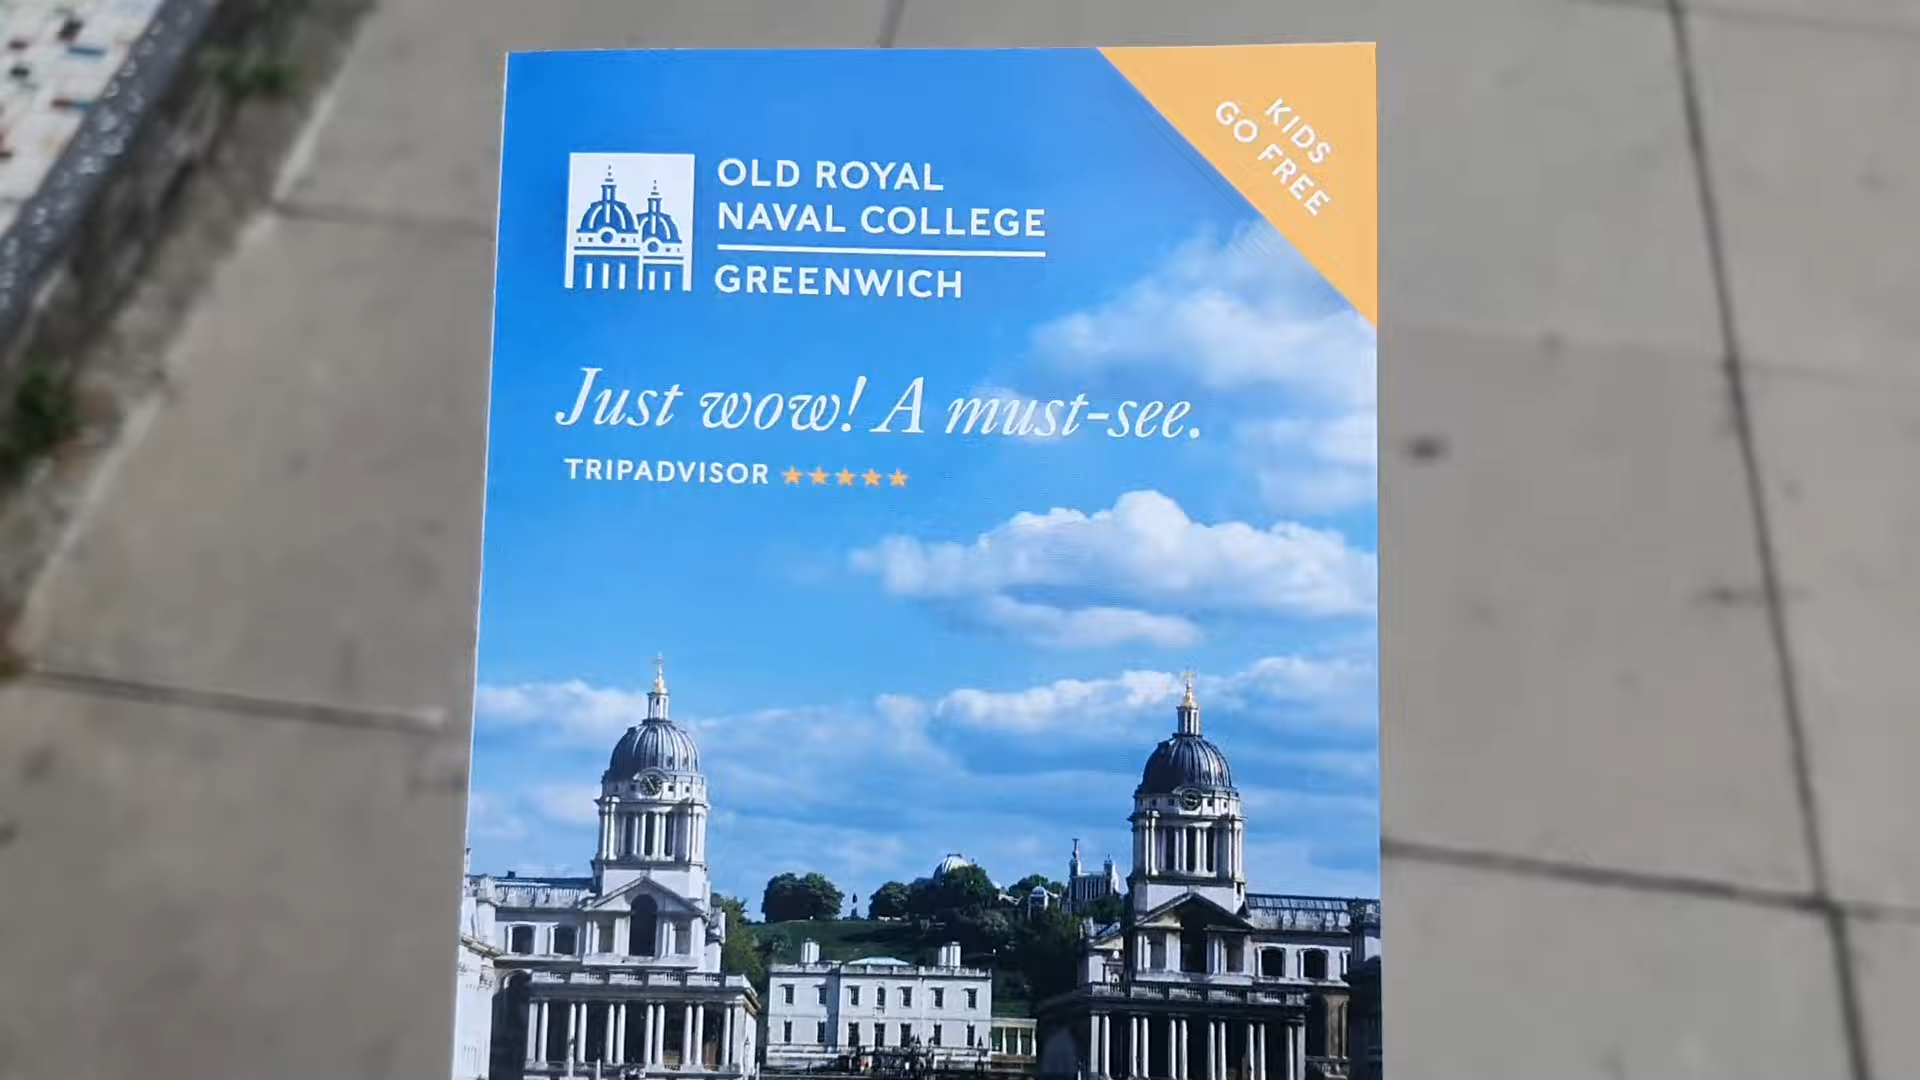 KIDS
GO FREE
OLD ROYAL
NAVAL COLLEGE
GREENWICH
Just wow! A must-see.
TRIPADVISOR ★★★★★